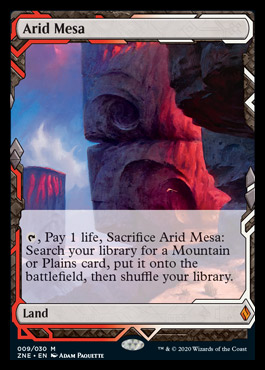 Arid Mesa
, Pay 1 life, Sacrifice Arid Mesa:
Search your library for a Mountain
or Plains card, put it onto the
battlefield, then shuffle your library.
Land
009/030 M
ZNE • EN Adam Paquette
™ & © 2020 Wizards of the Coast